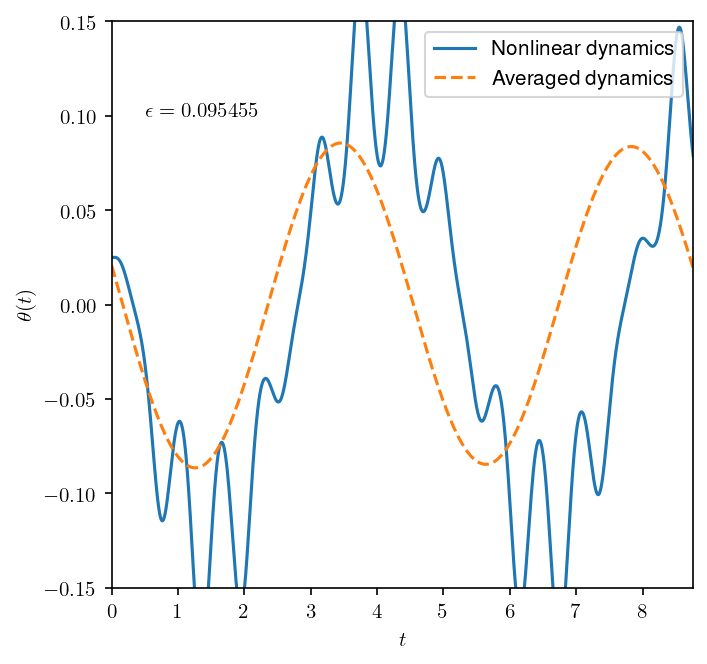 0.15
0.10
0.05
0.00
−0.05
−0.10
−0.15
θ(t)
ϵ = 0.095455
Nonlinear dynamics
Averaged dynamics
0 1 2 3 4 5 6 7 8
t